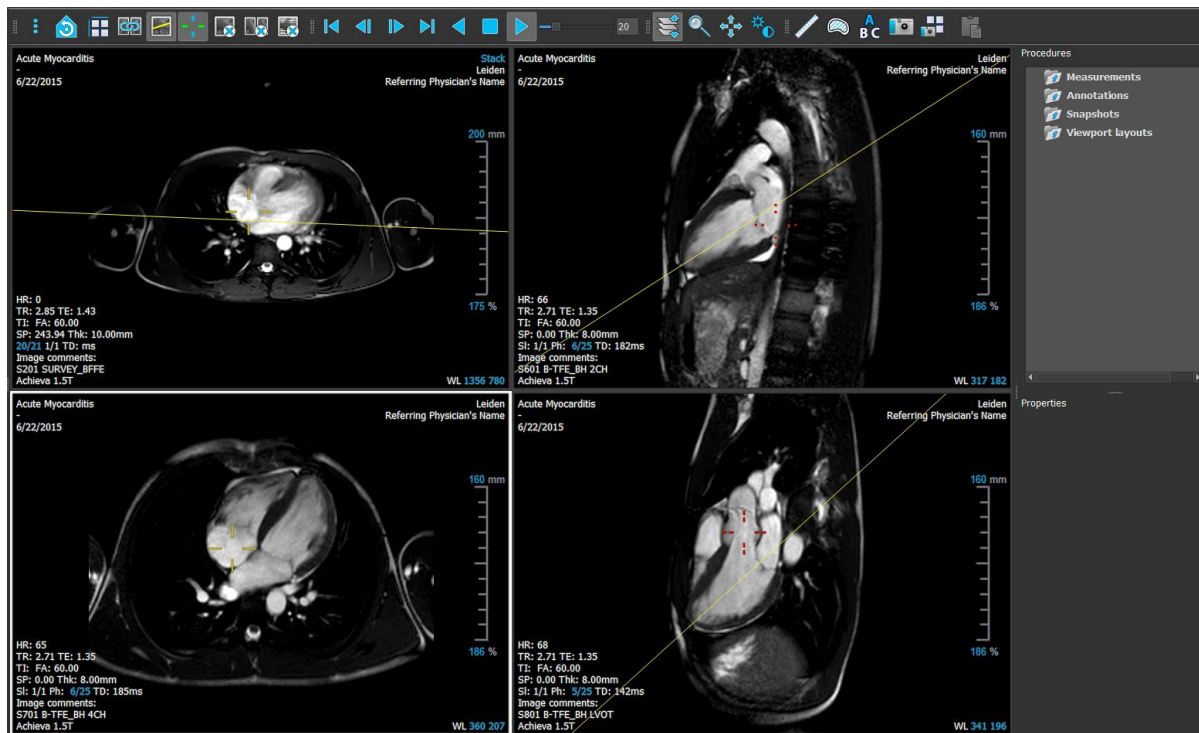 20
A
B C
Acute Myocarditis
-
6/22/2015
Stack
Leiden
Referring Physician's Name
200 mm
175 %
HR: 0
TR: 2.85 TE: 1.43
TI:   FA: 60.00
SP: 243.94 Thk: 10.00mm
20/21 1/1 TD: ms
Image comments:
S201 SURVEY_BFFE
Achieva 1.5T
WL 1356 780
Acute Myocarditis
-
6/22/2015
Leiden
Referring Physician's Name
160 mm
186 %
HR: 66
TR: 2.71 TE: 1.35
TI:   FA: 60.00
SP: 0.00 Thk: 8.00mm
Sl: 1/1 Ph:  6/25 TD: 182ms
Image comments:
S601 B-TFE_BH 2CH
Achieva 1.5T
WL 317 182
Procedures
Measurements
Annotations
Snapshots
Viewport layouts
Acute Myocarditis
-
6/22/2015
Leiden
Referring Physician's Name
160 mm
186 %
HR: 65
TR: 2.71 TE: 1.35
TI:   FA: 60.00
SP: 0.00 Thk: 8.00mm
Sl: 1/1 Ph:  6/25 TD: 185ms
Image comments:
S701 B-TFE_BH 4CH
Achieva 1.5T
WL 360 207
Acute Myocarditis
-
6/22/2015
Leiden
Referring Physician's Name
160 mm
186 %
HR: 68
TR: 2.71 TE: 1.35
TI:   FA: 60.00
SP: 0.00 Thk: 8.00mm
Sl: 1/1 Ph:  5/25 TD: 142ms
Image comments:
S801 B-TFE_BH LVOT
Achieva 1.5T
WL 341 196
Properties